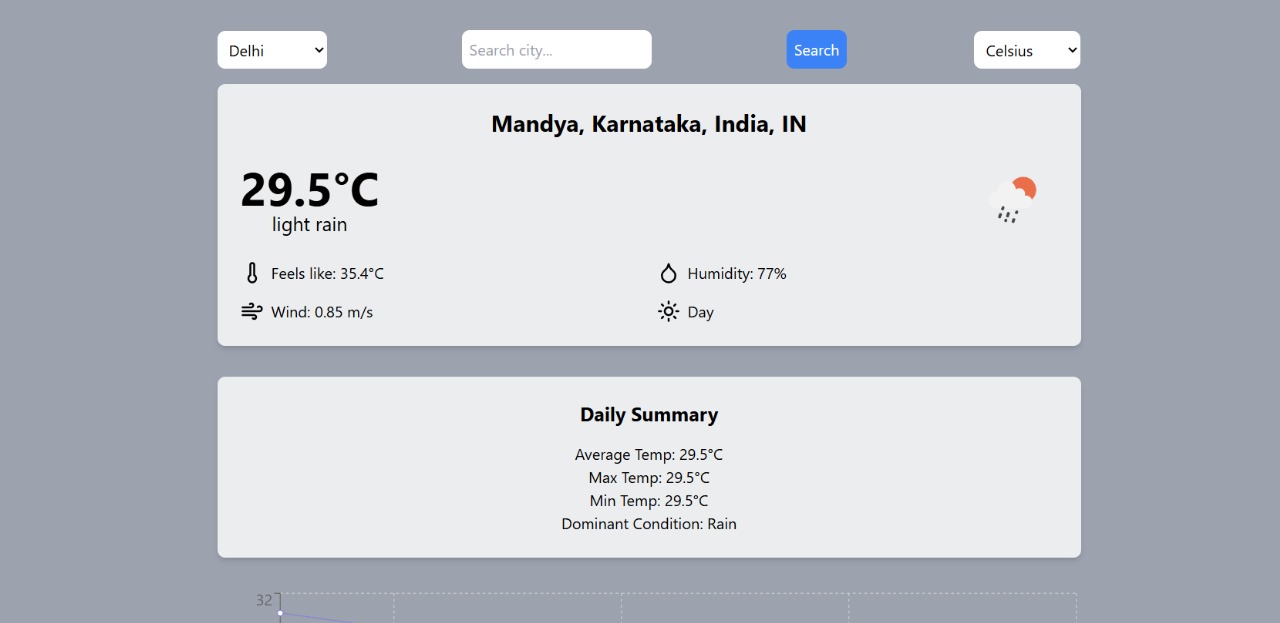 Delhi
Search city...
Search
Celsius
Mandya, Karnataka, India, IN
29.5°C
light rain
Feels like: 35.4°C
Humidity: 77%
Wind: 0.85 m/s
Day
Daily Summary
Average Temp: 29.5°C
Max Temp: 29.5°C
Min Temp: 29.5°C
Dominant Condition: Rain
32